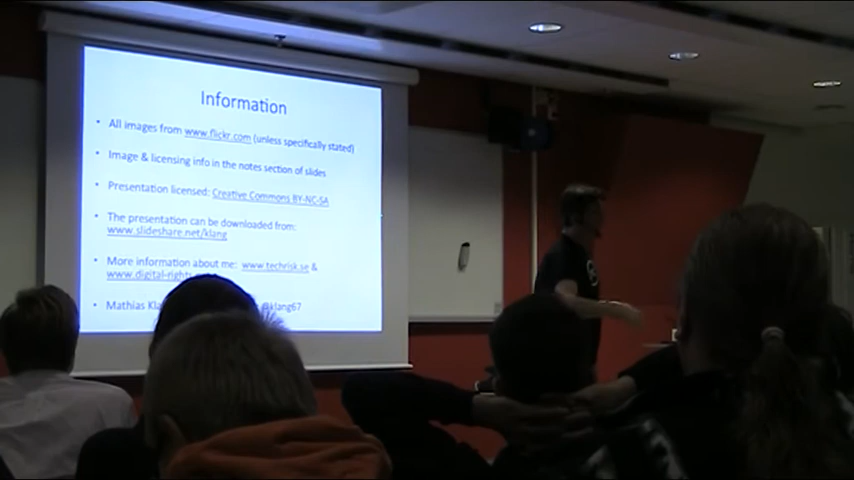 Information
• All images from www.flickr.com (unless specifically stated)
• Image & licensing info in the notes section of slides
• Presentation licensed: Creative Commons BY-NC-SA
• The presentation can be downloaded from:
www.slideshare.net/klang
• More information about me: www.techrisk.se &
www.digital-rights
• Mathias Kla @klang67